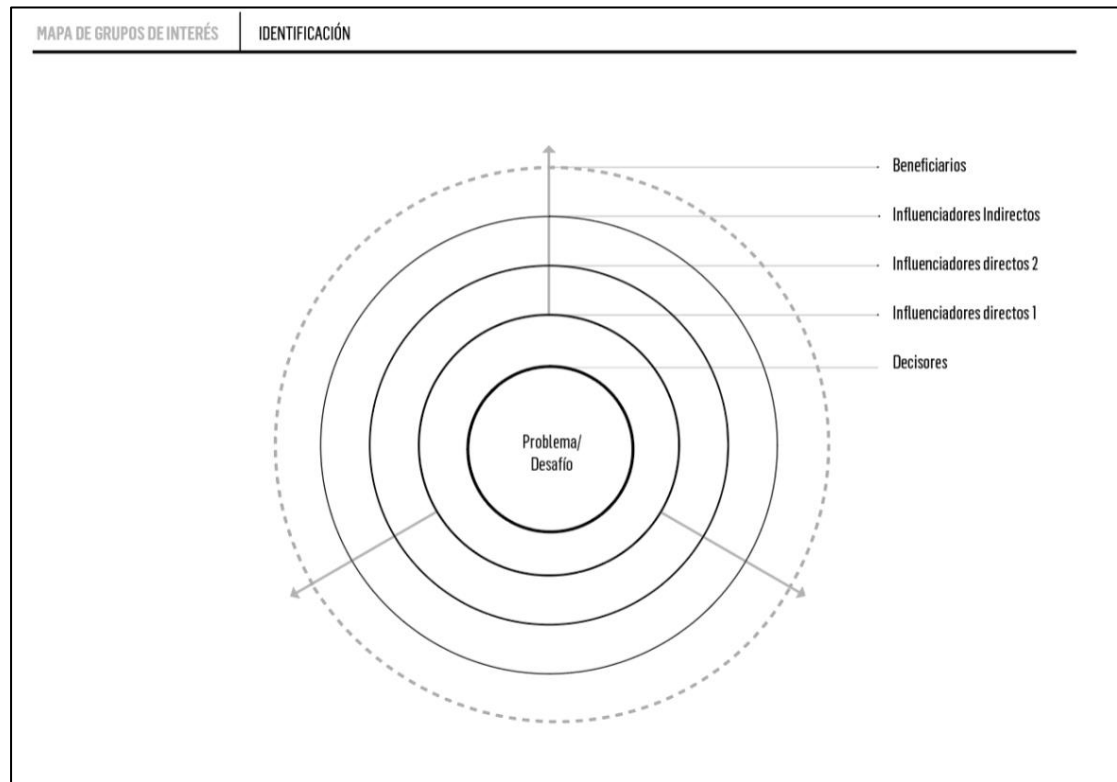 MAPA DE GRUPOS DE INTERÉS
IDENTIFICACIÓN
Beneficiarios
Influenciadores Indirectos
Influenciadores directos 2
Influenciadores directos 1
Decisores
Problema/
Desafío